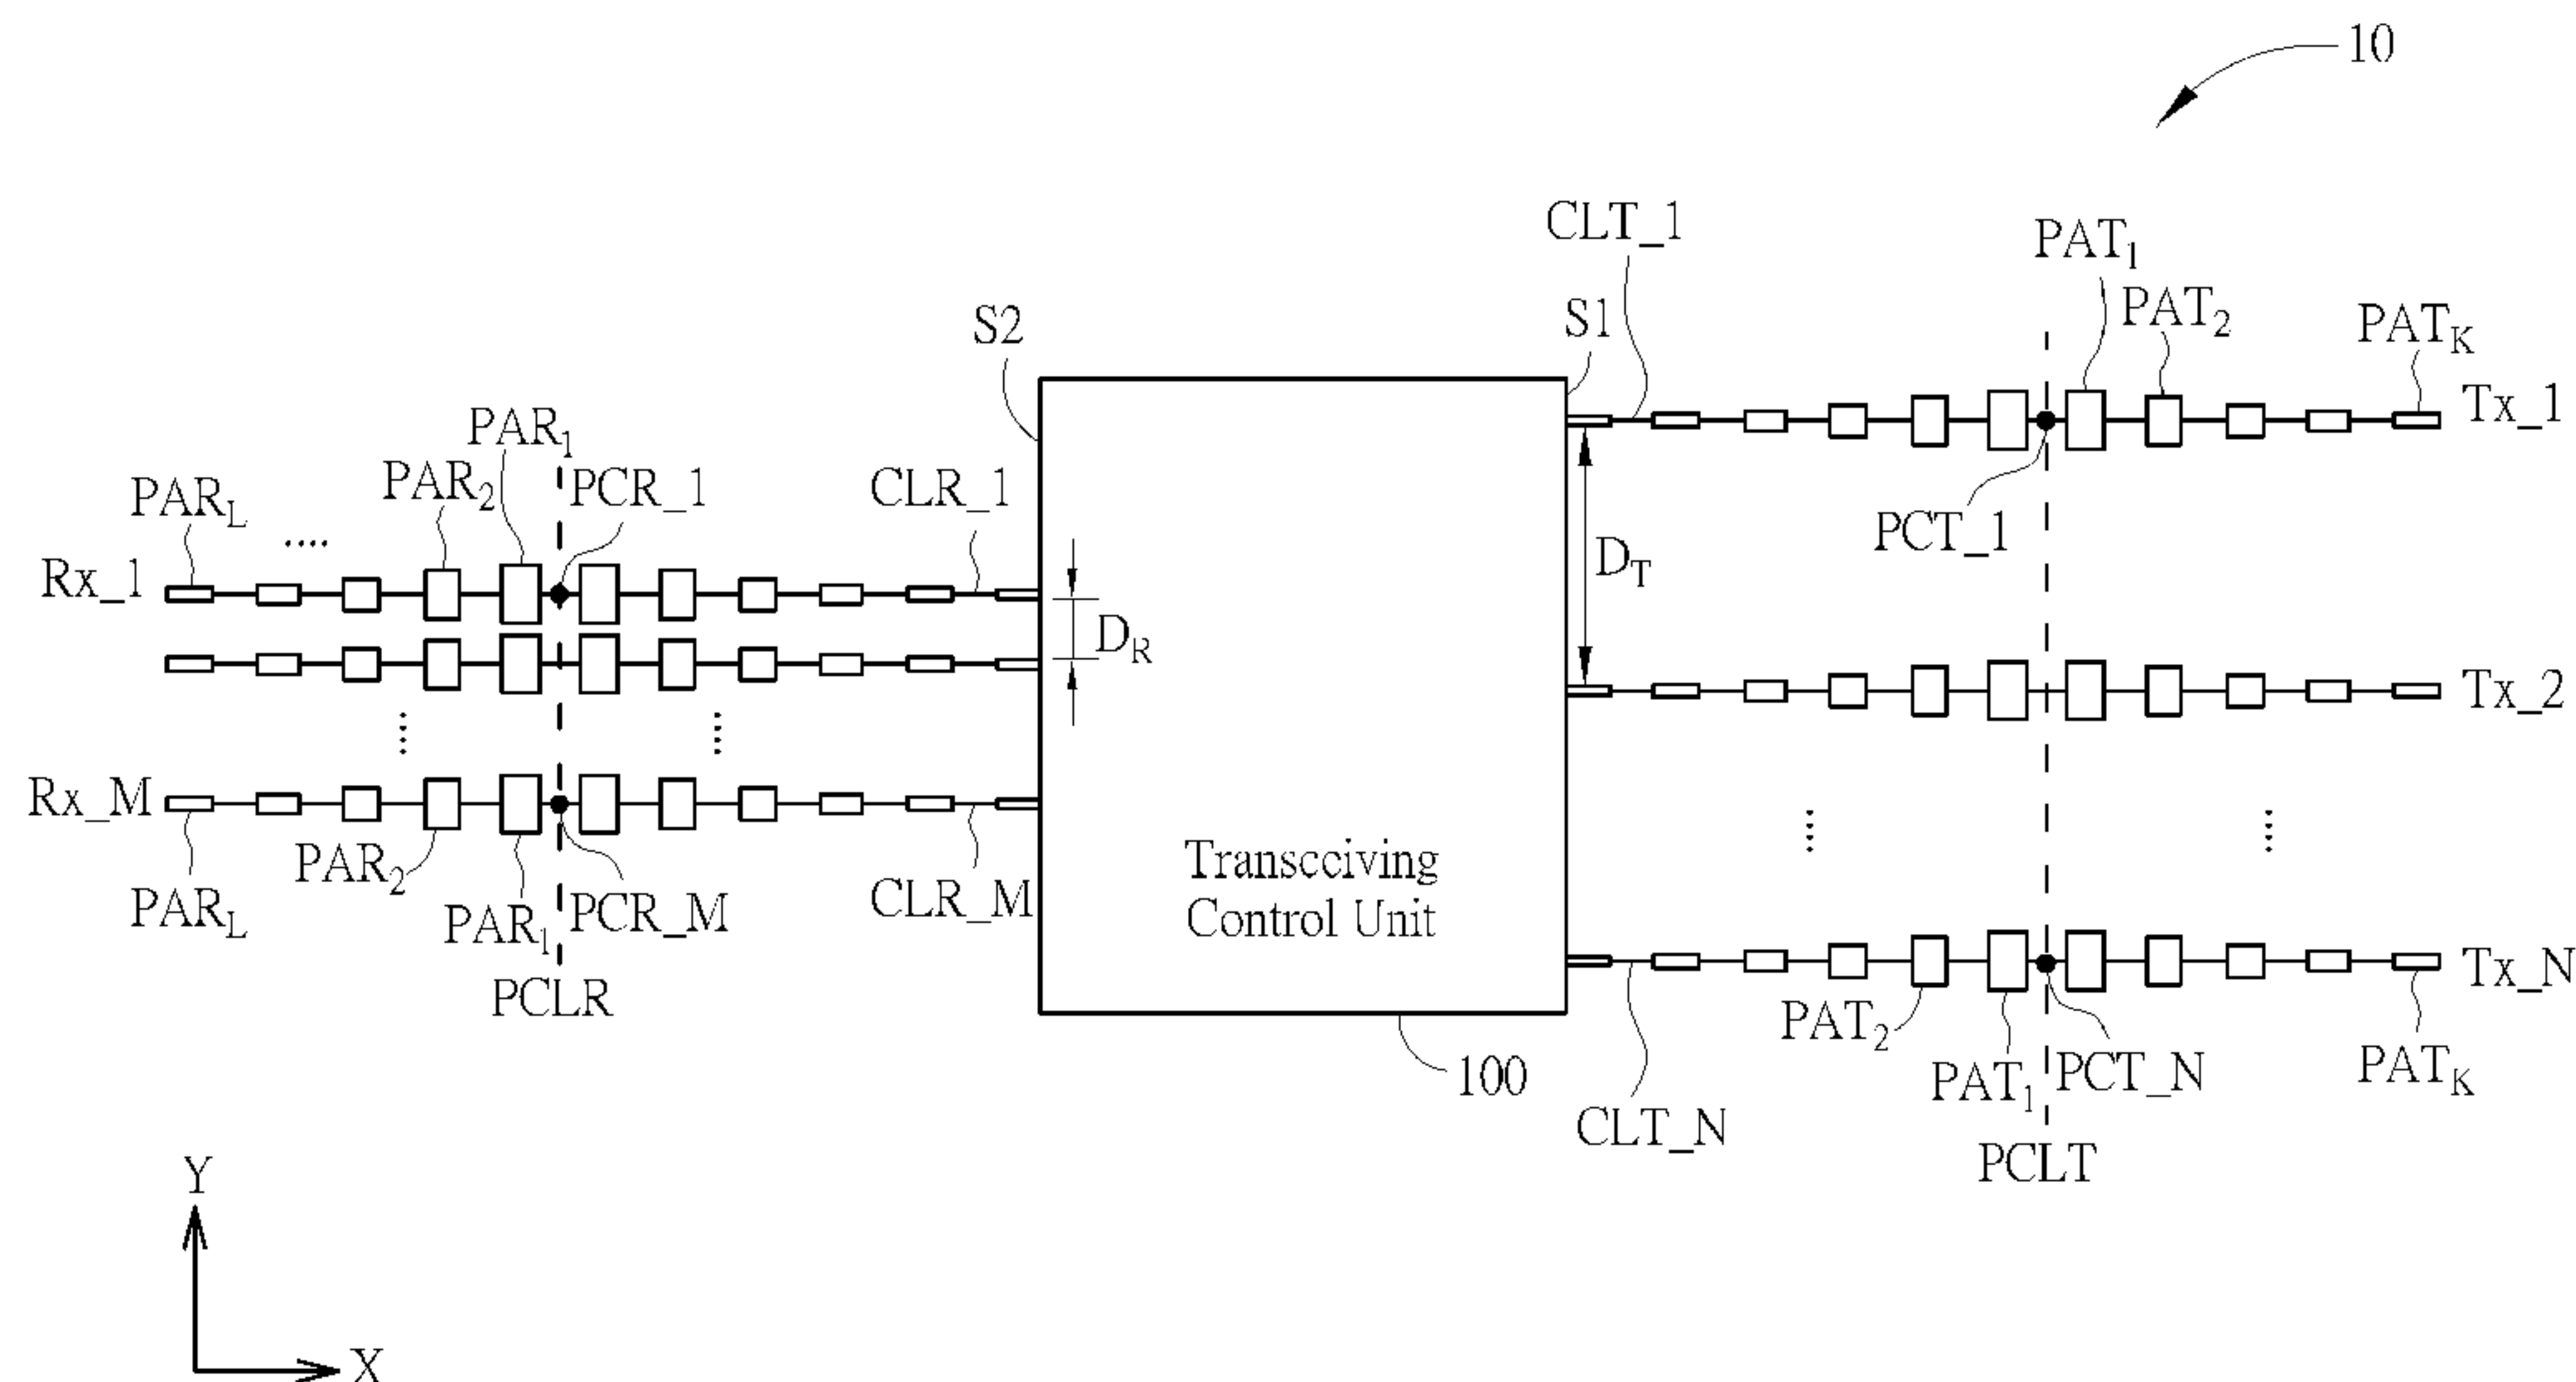 10
CLT_1
PAT1
S1
PAT2
S2
PATK
Tx_1
PAR1
PAR2
PCR_1
CLR_1
PARL
....
PCT_1
DT
Rx_1
DR
Tx_2
Rx_M
Transcciving
Control Unit
PAR2
PARL
PAR1
PCR_M
CLR_M
Tx_N
PCLR
PAT2
PAT1
PCT_N
PATK
100
CLT_N
PCLT
Y
X